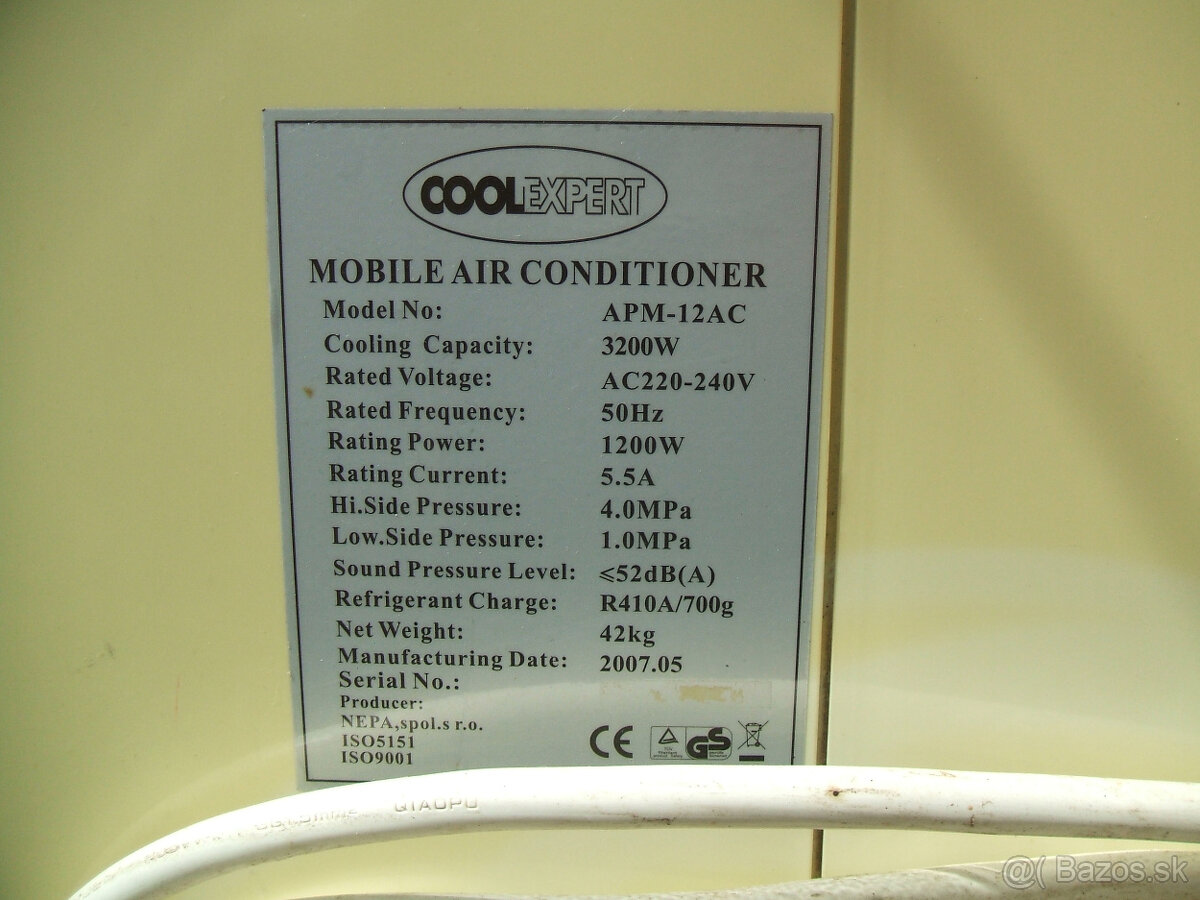 COOLEXPERT
MOBILE AIR CONDITIONER
Model No: APM-12AC
Cooling Capacity: 3200W
Rated Voltage: AC220-240V
Rated Frequency: 50Hz
Rating Power: 1200W
Rating Current: 5.5A
Hi.Side Pressure: 4.0MPa
Low.Side Pressure: 1.0MPa
Sound Pressure Level: ≤52dB(A)
Refrigerant Charge: R410A/700g
Net Weight: 42kg
Manufacturing Date: 2007.05
Serial No.:
Producer:
NEPA,spol.s r.o.
ISO5151
ISO9001
CE GS
QIAOPU
@( Bazos.sk